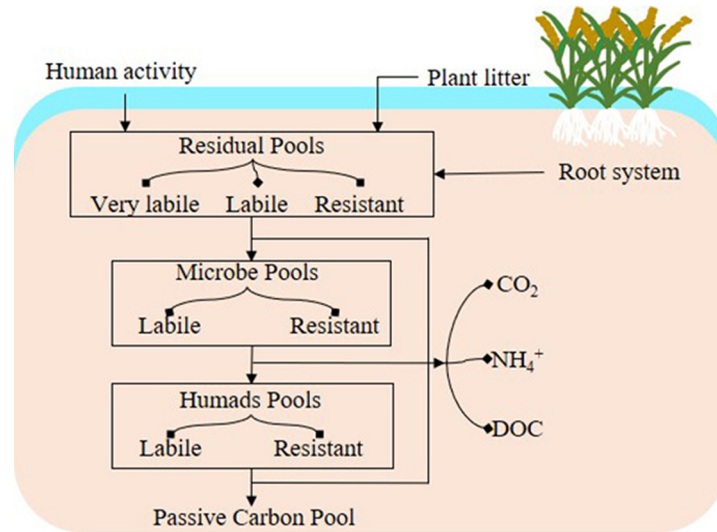 Human activity
Plant litter
Residual Pools
Very labile Labile Resistant
Root system
Microbe Pools
Labile Resistant
CO₂
NH₄⁺
Humads Pools
DOC
Labile Resistant
Passive Carbon Pool